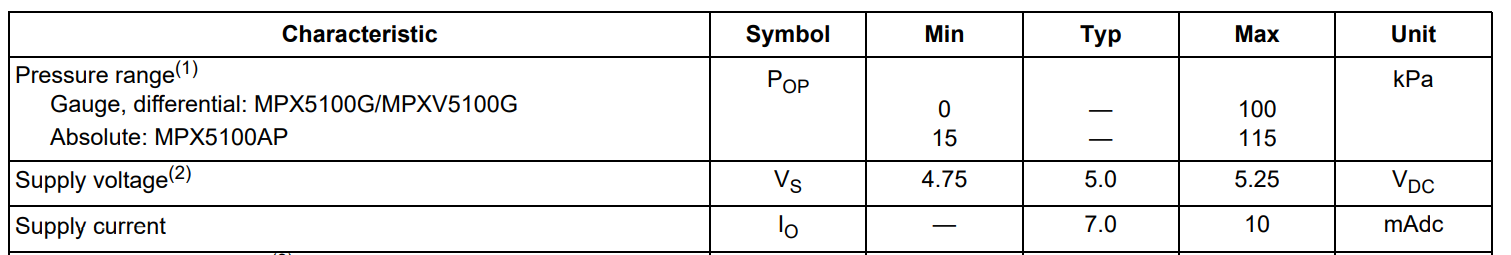 Characteristic Symbol Min Typ Max Unit
Pressure range(1) POP kPa
Gauge, differential: MPX5100G/MPXV5100G 0 — 100
Absolute: MPX5100AP 15 — 115
Supply voltage(2) VS 4.75 5.0 5.25 VDC
Supply current IO — 7.0 10 mAdc